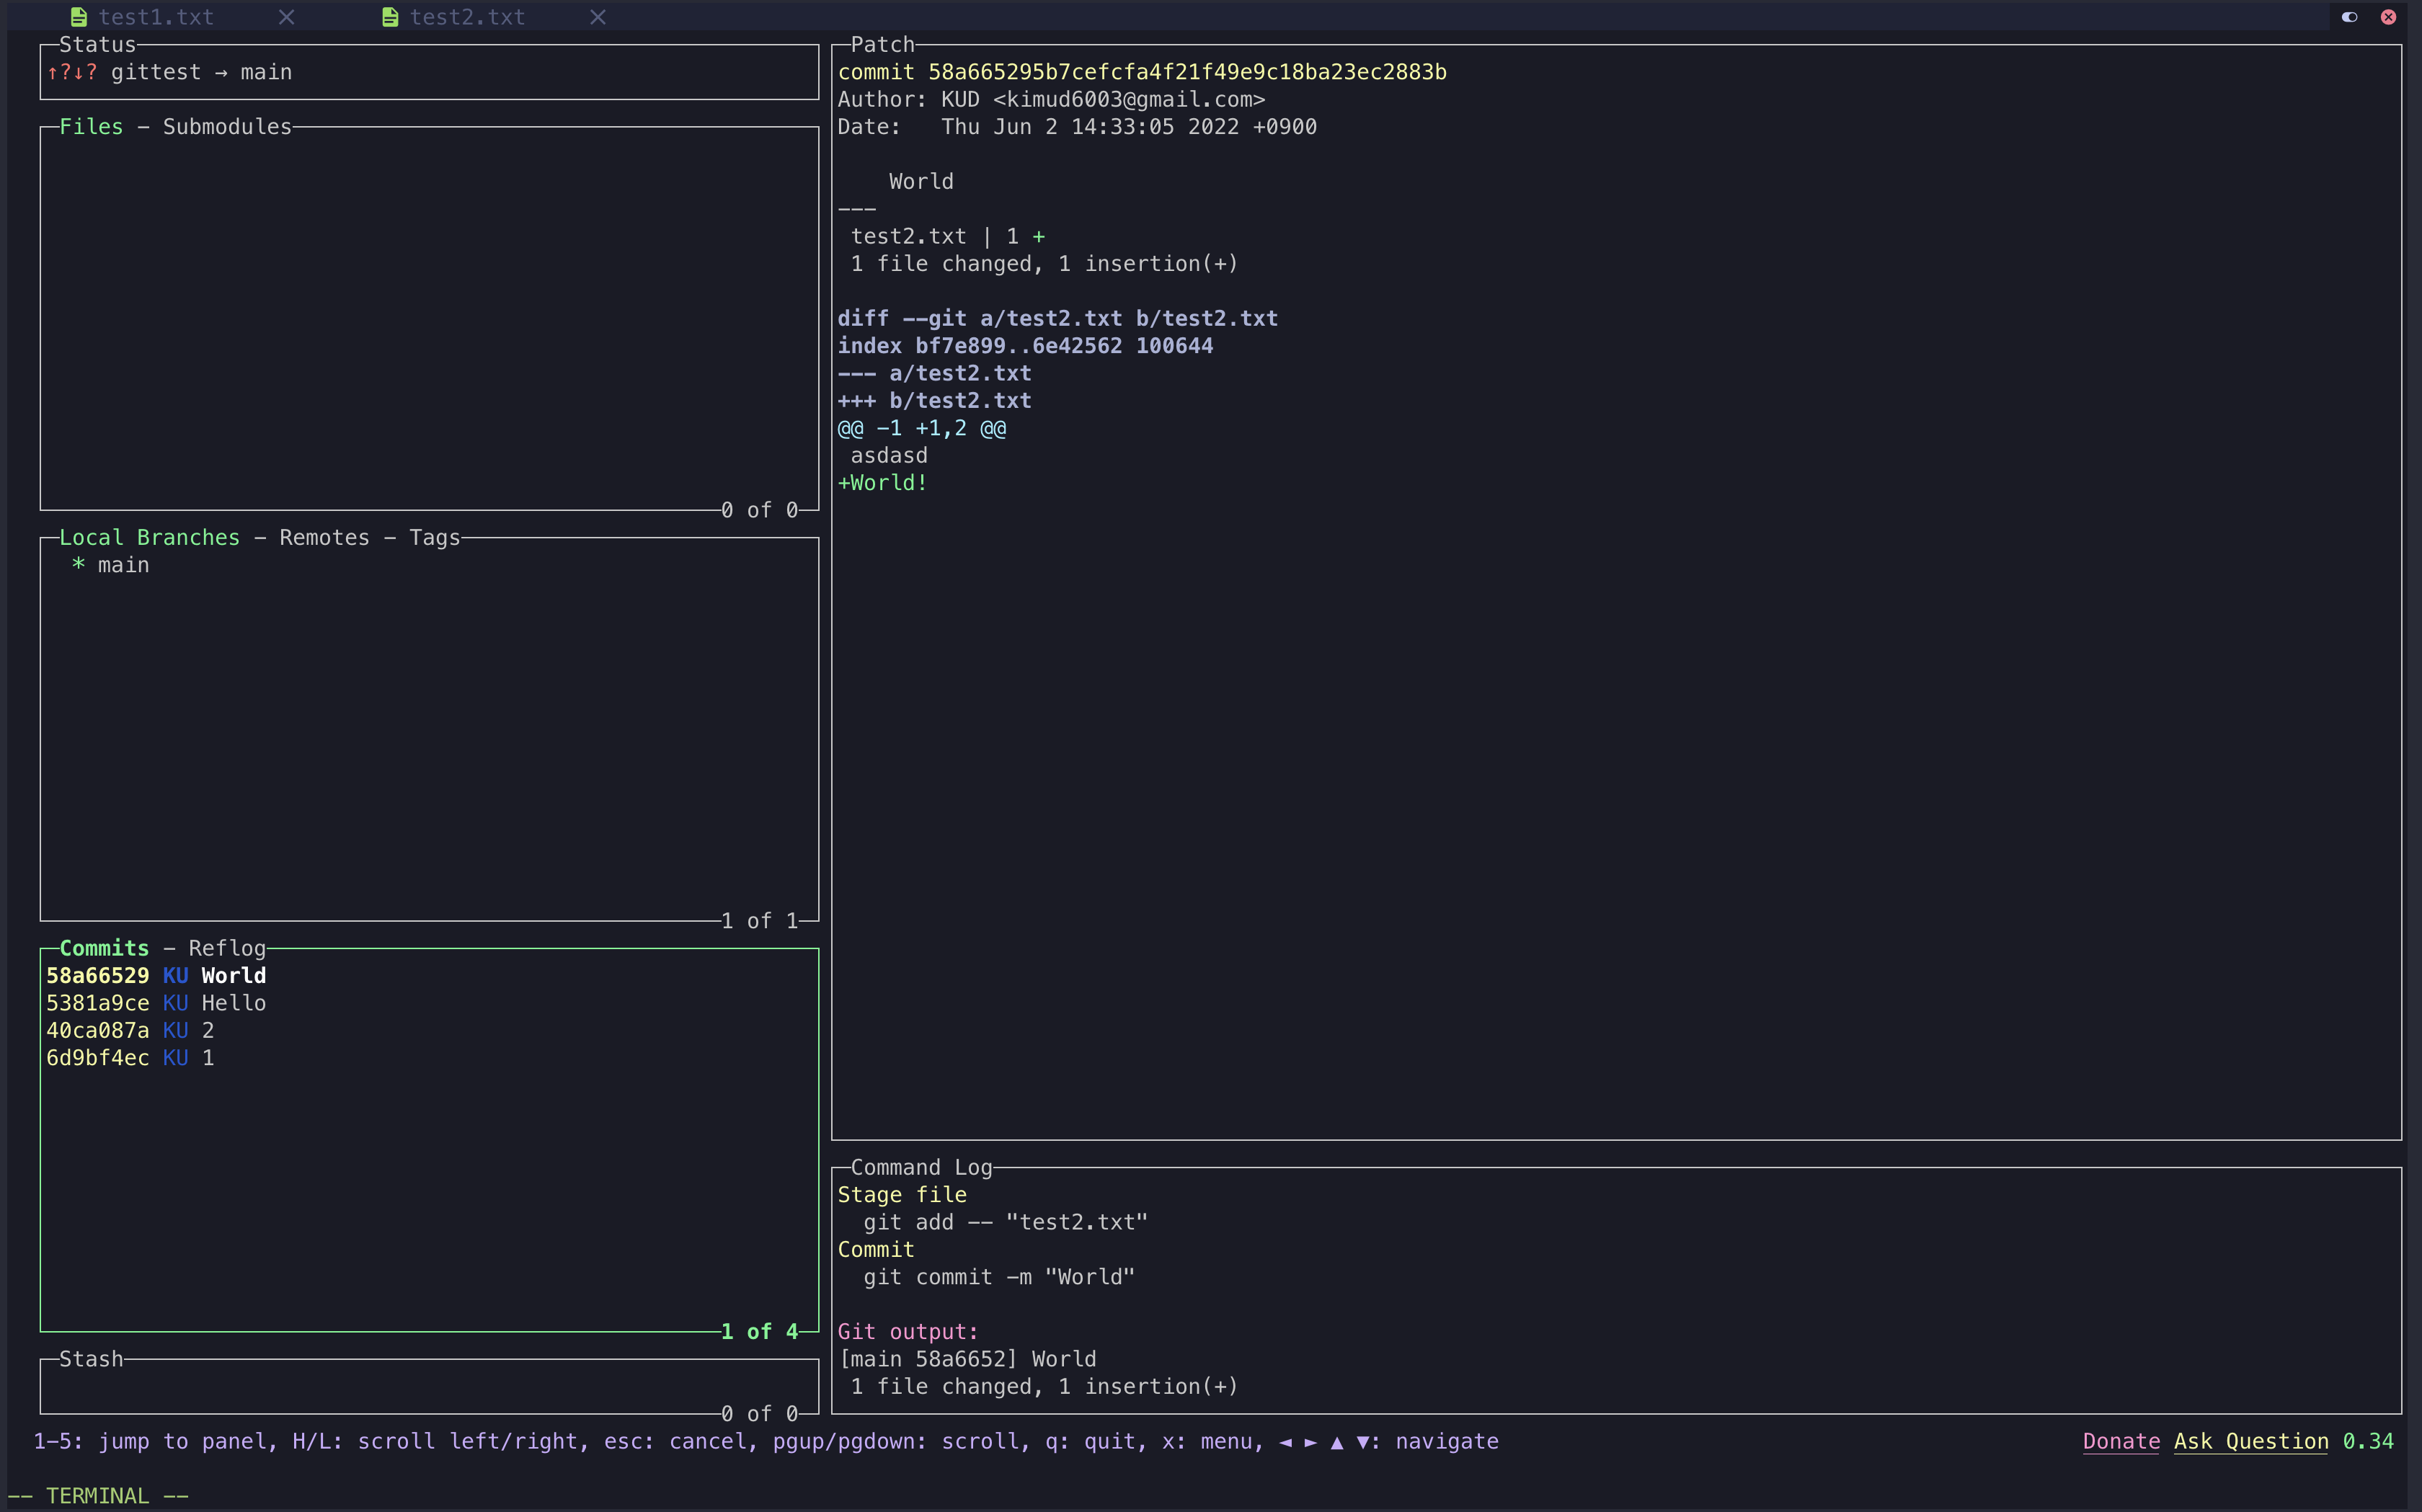 test1.txt test2.txt
Status
↑?↓? gittest → main
Files - Submodules
0 of 0
Local Branches - Remotes - Tags
* main
1 of 1
Commits - Reflog
58a66529 KU World
5381a9ce KU Hello
40ca087a KU 2
6d9bf4ec KU 1
1 of 4
Stash
0 of 0
Patch
commit 58a665295b7cefcfa4f21f49e9c18ba23ec2883b
Author: KUD <kimud6003@gmail.com>
Date:   Thu Jun 2 14:33:05 2022 +0900
World
---
test2.txt | 1 +
1 file changed, 1 insertion(+)
diff --git a/test2.txt b/test2.txt
index bf7e899..6e42562 100644
--- a/test2.txt
+++ b/test2.txt
@@ -1 +1,2 @@
asdasd
+World!
Command Log
Stage file
git add -- "test2.txt"
Commit
git commit -m "World"
Git output:
[main 58a6652] World
1 file changed, 1 insertion(+)
1-5: jump to panel, H/L: scroll left/right, esc: cancel, pgup/pgdown: scroll, q: quit, x: menu, ◄ ► ▲ ▼: navigate Donate Ask Question 0.34
-- TERMINAL --